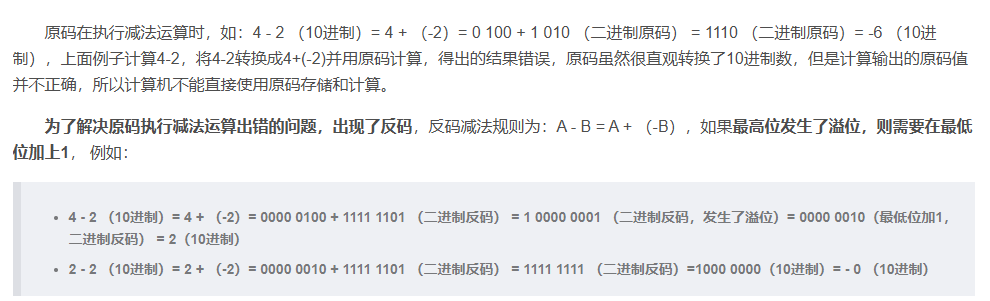 原码在执行减法运算时，如：4 - 2 （10进制）= 4 + （-2）= 0 100 + 1 010 （二进制原码） = 1110 （二进制原码）= -6 （10进
制），上面例子计算4-2，将4-2转换成4+(-2)并用原码计算，得出的结果错误，原码虽然很直观转换了10进制数，但是计算输出的原码值
并不正确，所以计算机不能直接使用原码存储和计算。
为了解决原码执行减法运算出错的问题，出现了反码，反码减法规则为：A - B = A + （-B），如果最高位发生了溢位，则需要在最低
位加上1， 例如：
• 4 - 2 （10进制）= 4 + （-2）= 0000 0100 + 1111 1101 （二进制反码） = 1 0000 0001 （二进制反码，发生了溢位）= 0000 0010（最低位加1，
二进制反码） = 2（10进制）
• 2 - 2 （10进制）= 2 + （-2）= 0000 0010 + 1111 1101 （二进制反码） = 1111 1111 （二进制反码）=1000 0000（10进制）= - 0 （10进制）